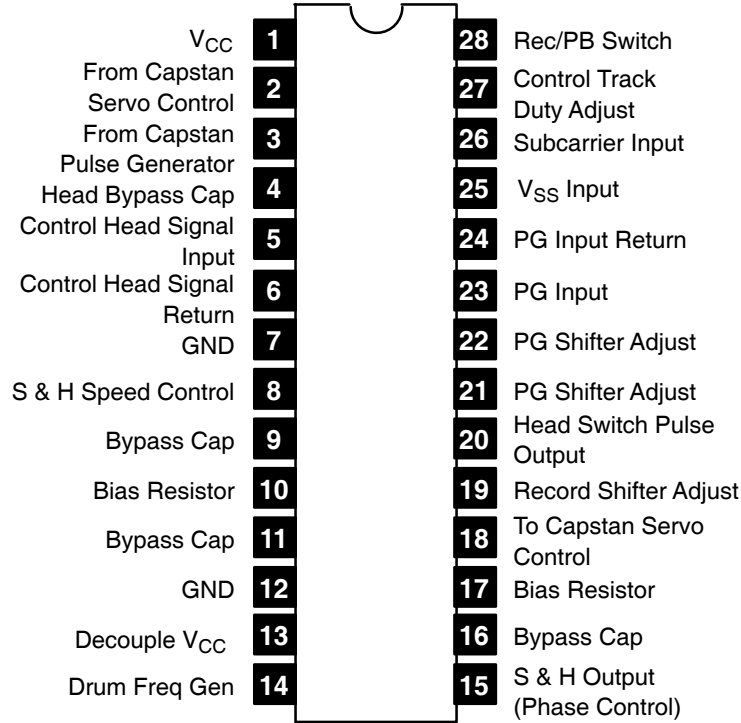 VCC 1
From Capstan
Servo Control 2
From Capstan
Pulse Generator 3
Head Bypass Cap 4
Control Head Signal
Input 5
Control Head Signal
Return 6
GND 7
S & H Speed Control 8
Bypass Cap 9
Bias Resistor 10
Bypass Cap 11
GND 12
Decouple VCC 13
Drum Freq Gen 14
28 Rec/PB Switch
27 Control Track
Duty Adjust
26 Subcarrier Input
25 VSS Input
24 PG Input Return
23 PG Input
22 PG Shifter Adjust
21 PG Shifter Adjust
20 Head Switch Pulse
Output
19 Record Shifter Adjust
18 To Capstan Servo
Control
17 Bias Resistor
16 Bypass Cap
15 S & H Output
(Phase Control)